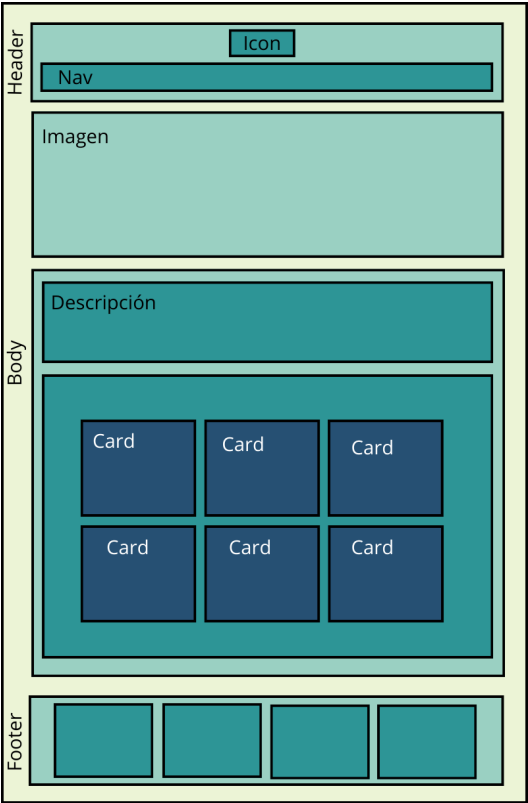 Header
Icon
Nav
Imagen
Body
Descripción
Card
Card
Card
Card
Card
Card
Footer